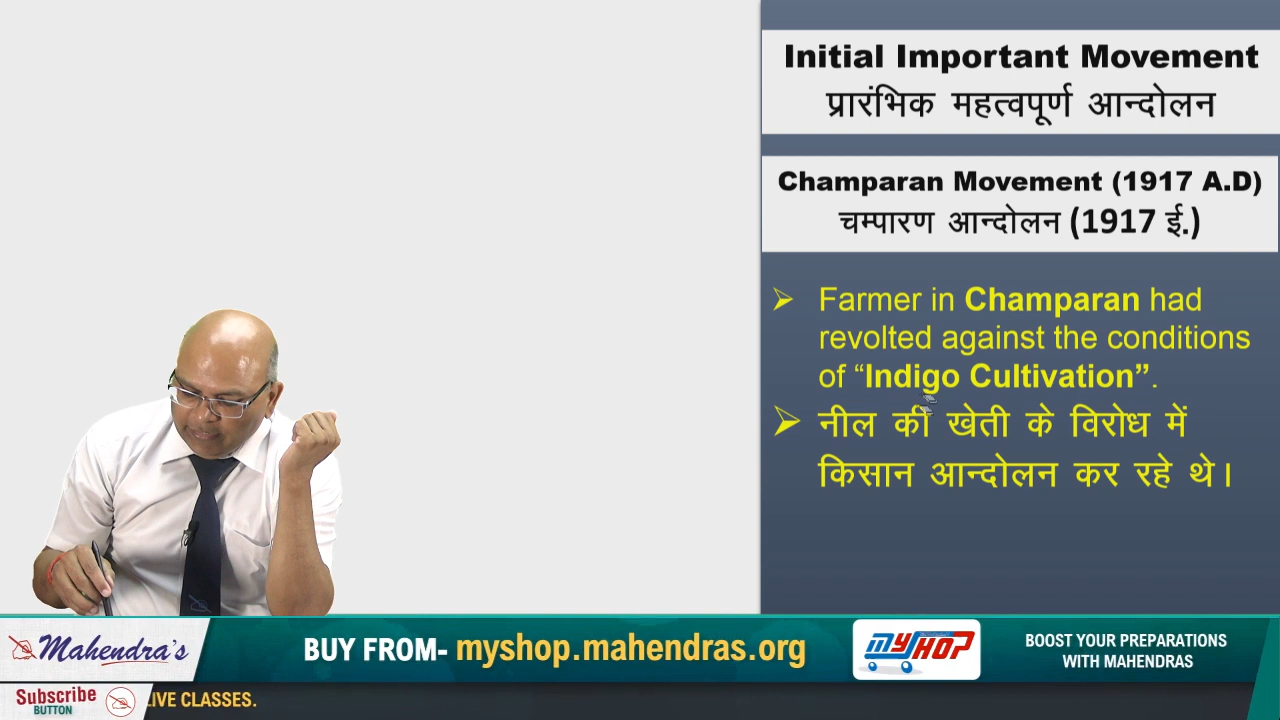 Initial Important Movement
प्रारंभिक महत्वपूर्ण आन्दोलन
Champaran Movement (1917 A.D)
चम्पारण आन्दोलन (1917 ई.)
Farmer in Champaran had
revolted against the conditions
of “Indigo Cultivation”.
नील की खेती के विरोध में
किसान आन्दोलन कर रहे थे।
Mahendra's
BUY FROM- myshop.mahendras.org
MYSHOP
BOOST YOUR PREPARATIONS
WITH MAHENDRAS
Subscribe
BUTTON
LIVE CLASSES.